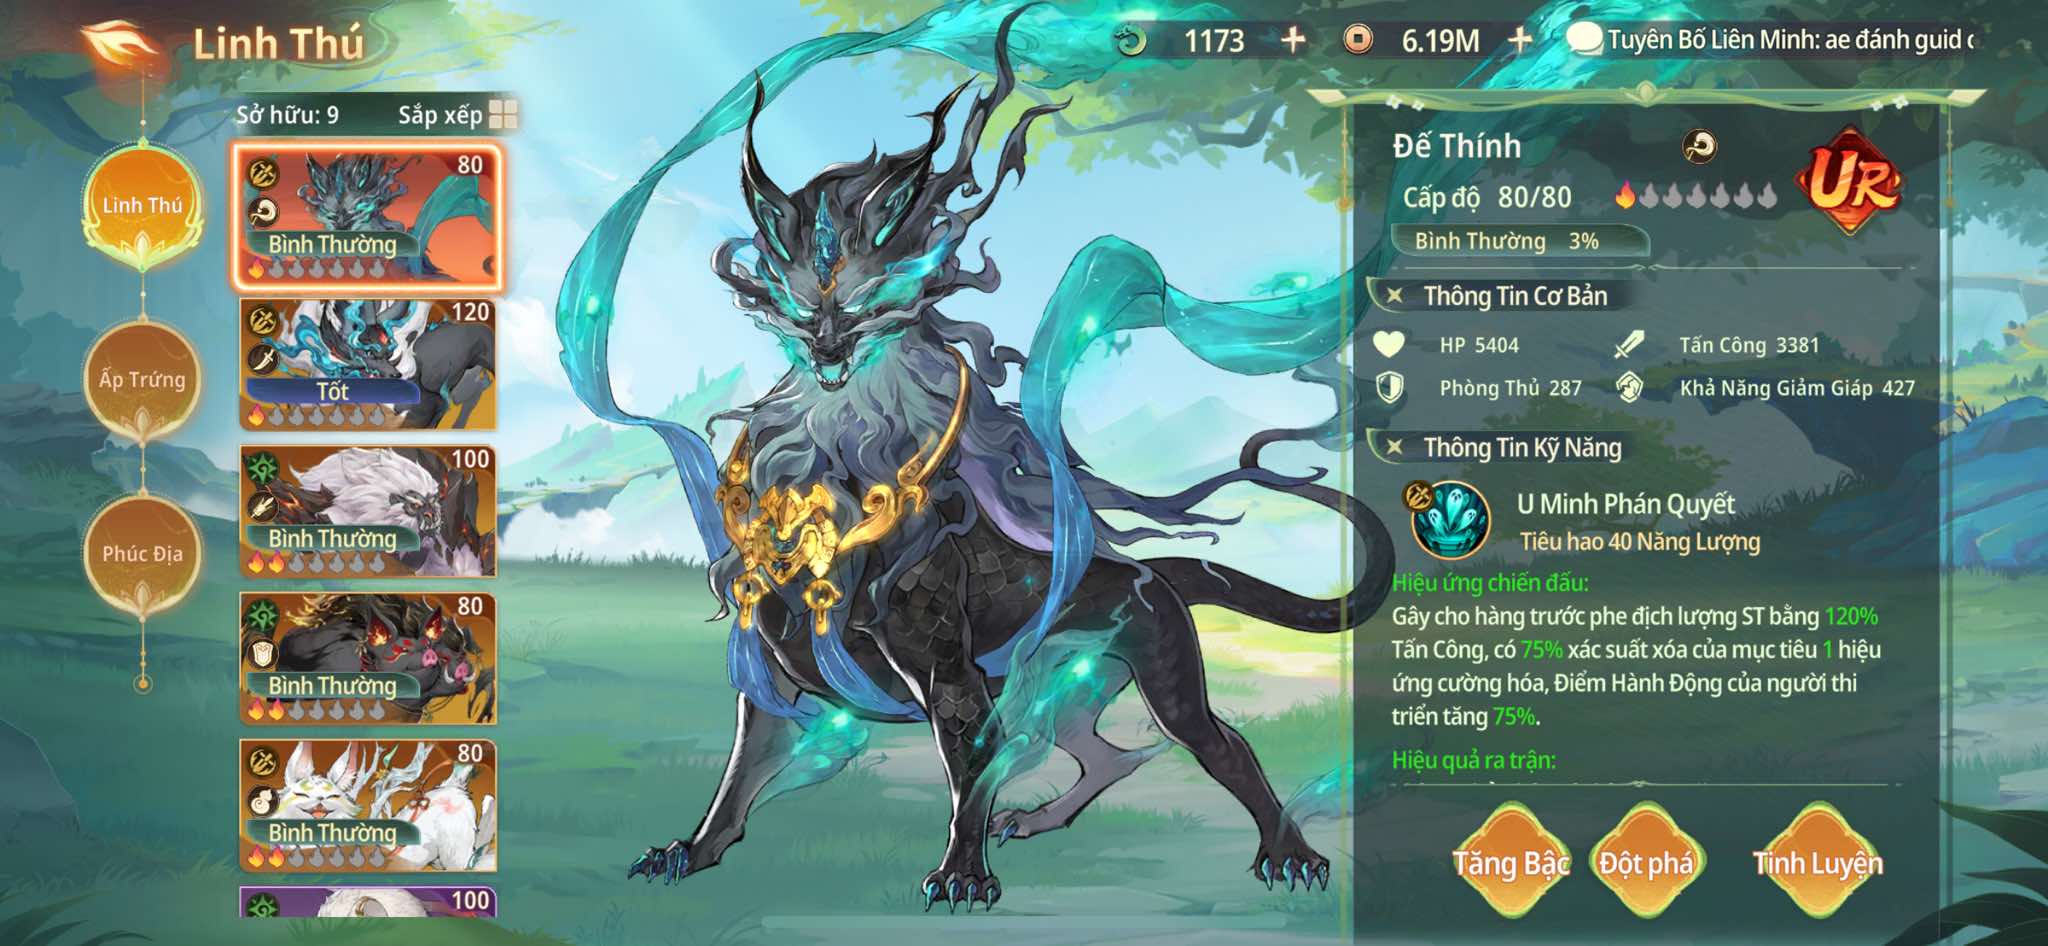 Linh Thú
1173
6.19M
Tuyên Bố Liên Minh: ae đánh guid
Sở hữu: 9
Sắp xếp
Linh Thú
Ấp Trứng
Phúc Địa
80
Bình Thường
120
Tốt
100
Bình Thường
80
Bình Thường
80
Bình Thường
100
Đế Thính
UR
Cấp độ 80/80
Bình Thường 3%
Thông Tin Cơ Bản
HP 5404
Tấn Công 3381
Phòng Thủ 287
Khả Năng Giảm Giáp 427
Thông Tin Kỹ Năng
U Minh Phán Quyết
Tiêu hao 40 Năng Lượng
Hiệu ứng chiến đấu:
Gây cho hàng trước phe địch lượng ST bằng 120%
Tấn Công, có 75% xác suất xóa của mục tiêu 1 hiệu
ứng cường hóa, Điểm Hành Động của người thi
triển tăng 75%.
Hiệu quả ra trận:
Tăng Bậc
Đột phá
Tinh Luyện